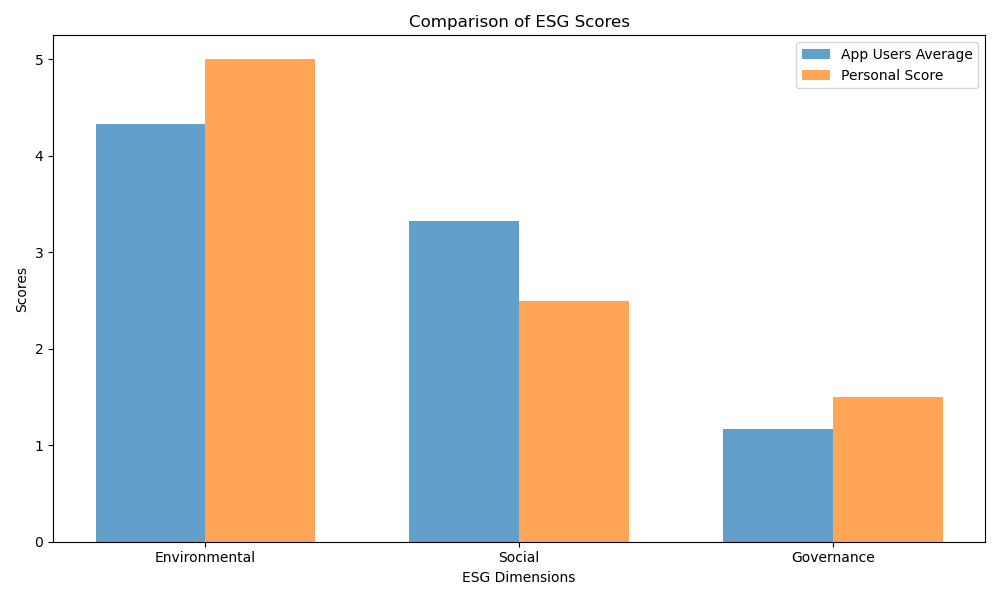 Comparison of ESG Scores
App Users Average
Personal Score
Scores
5
4
3
2
1
0
Environmental
Social
Governance
ESG Dimensions